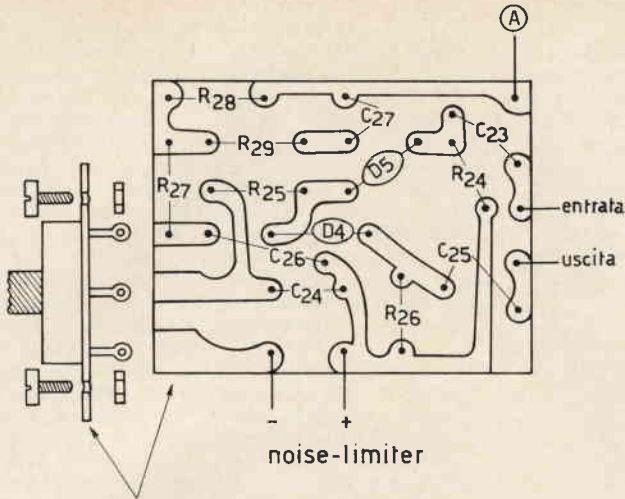 A
R28
C27
C23
R29
D5
R27
R25
R24
entrata
D4
C26
uscita
C24
C25
R26
- +
noise-limiter